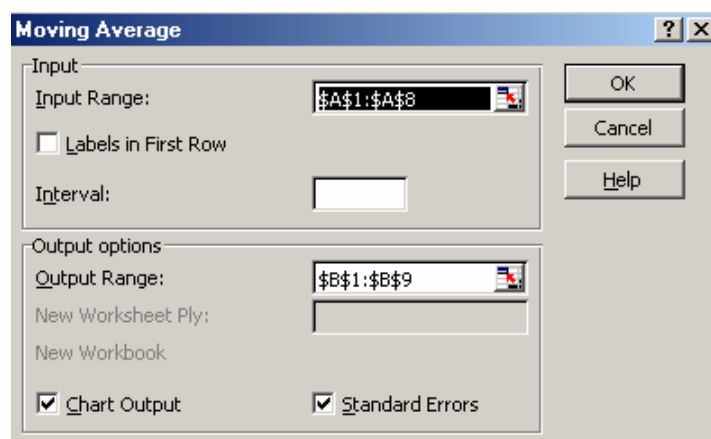 Moving Average
Input
Input Range: $A$1:$A$8
Labels in First Row
Interval:
OK
Cancel
Help
Output options
Output Range: $B$1:$B$9
New Worksheet Ply:
New Workbook
Chart Output Standard Errors